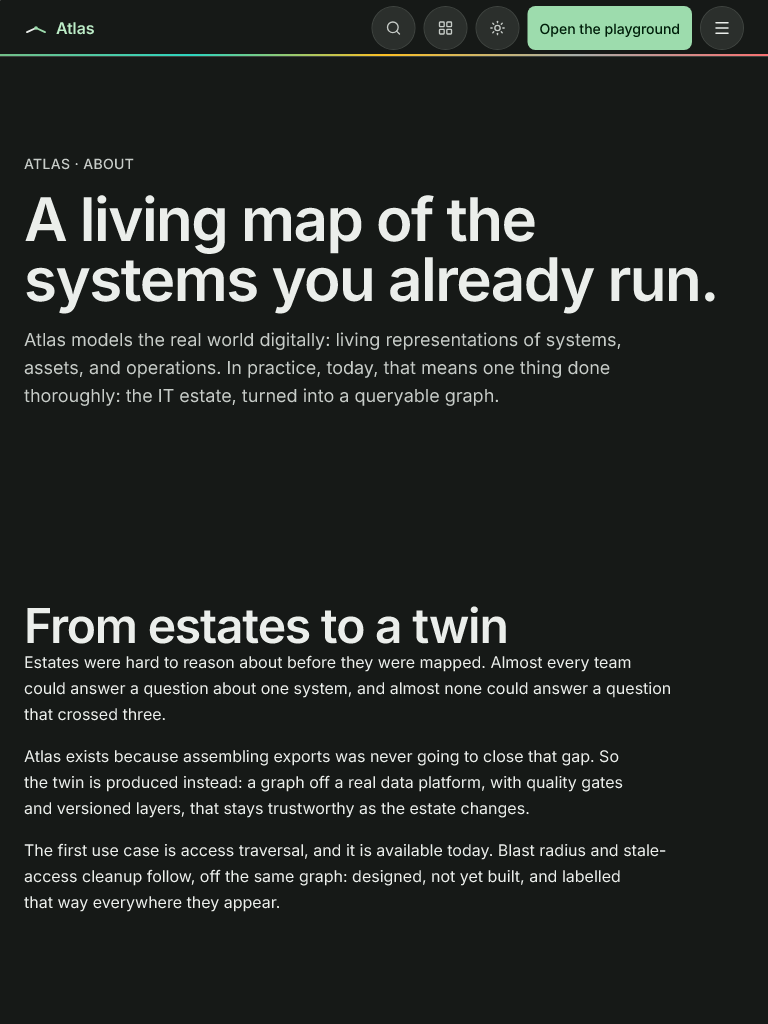 Atlas
Open the playground
ATLAS · ABOUT
A living map of the
systems you already run.
Atlas models the real world digitally: living representations of systems,
assets, and operations. In practice, today, that means one thing done
thoroughly: the IT estate, turned into a queryable graph.
From estates to a twin
Estates were hard to reason about before they were mapped. Almost every team
could answer a question about one system, and almost none could answer a question
that crossed three.
Atlas exists because assembling exports was never going to close that gap. So
the twin is produced instead: a graph off a real data platform, with quality gates
and versioned layers, that stays trustworthy as the estate changes.
The first use case is access traversal, and it is available today. Blast radius and stale-
access cleanup follow, off the same graph: designed, not yet built, and labelled
that way everywhere they appear.